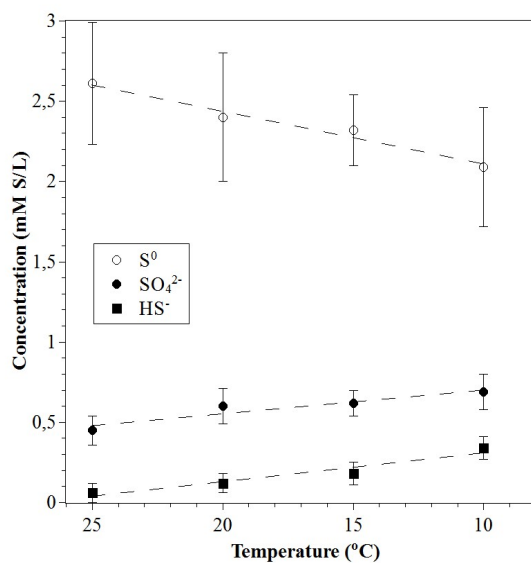 3
2,5
2
1,5
1
0,5
0
Concentration (mM S/L)
S⁰
SO₄²⁻
HS⁻
25 20 15 10
Temperature (ºC)